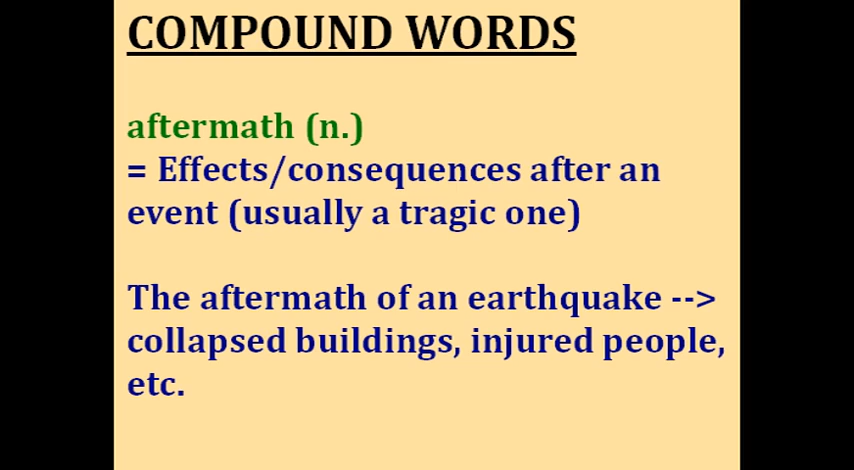 COMPOUND WORDS
aftermath (n.)
= Effects/consequences after an
event (usually a tragic one)
The aftermath of an earthquake -->
collapsed buildings, injured people,
etc.